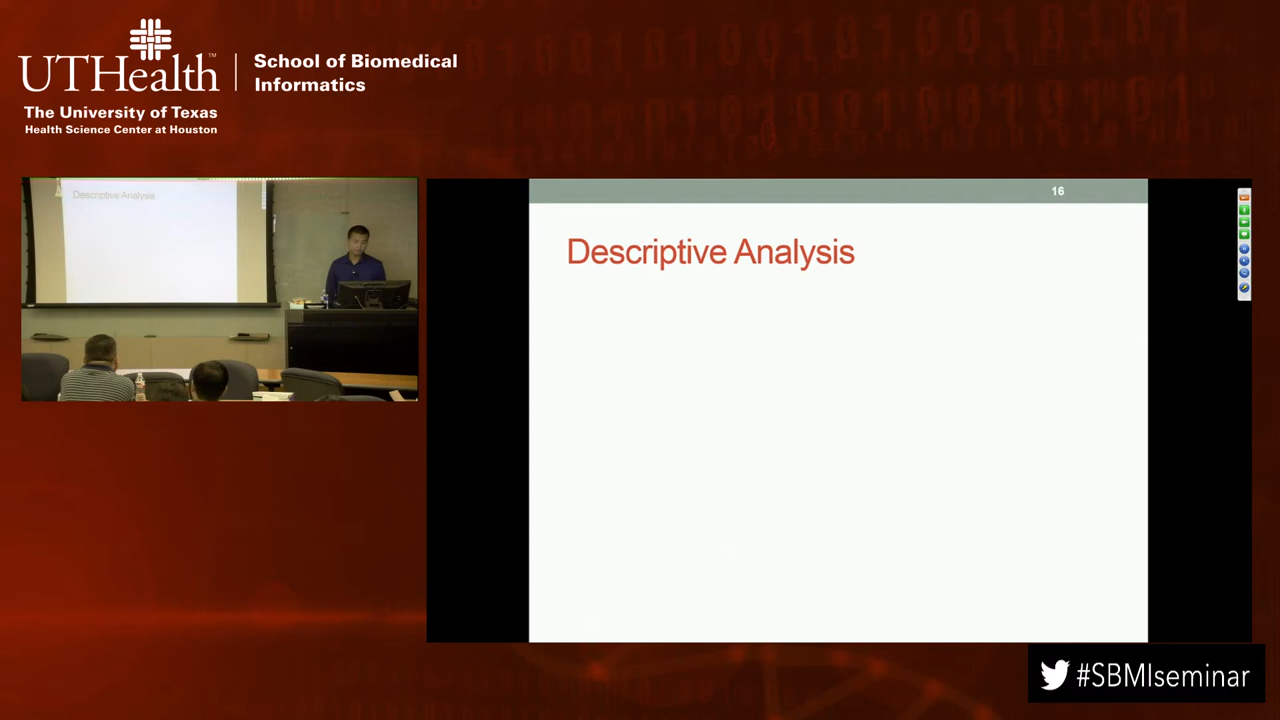 UTHealth™
The University of Texas
Health Science Center at Houston
School of Biomedical
Informatics
Descriptive Analysis
16
Descriptive Analysis
#SBMIseminar